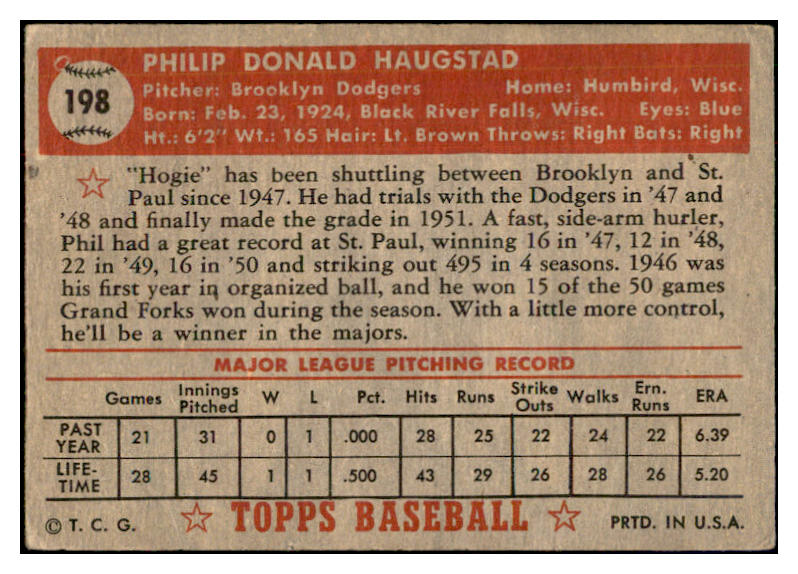 198
PHILIP DONALD HAUGSTAD
Pitcher: Brooklyn Dodgers Home: Humbird, Wisc.
Born: Feb. 23, 1924, Black River Falls, Wisc. Eyes: Blue
Ht.: 6'2" Wt.: 165 Hair: Lt. Brown Throws: Right Bats: Right
"Hogie" has been shuttling between Brooklyn and St.
Paul since 1947. He had trials with the Dodgers in '47 and
'48 and finally made the grade in 1951. A fast, side-arm hurler,
Phil had a great record at St. Paul, winning 16 in '47, 12 in '48,
22 in '49, 16 in '50 and striking out 495 in 4 seasons. 1946 was
his first year in organized ball, and he won 15 of the 50 games
Grand Forks won during the season. With a little more control,
he'll be a winner in the majors.
MAJOR LEAGUE PITCHING RECORD
Games Innings Pitched W L Pct. Hits Runs Strike Outs Walks Ern. Runs ERA
PAST YEAR 21 31 0 1 .000 28 25 22 24 22 6.39
LIFE-TIME 28 45 1 1 .500 43 29 26 28 26 5.20
© T. C. G. TOPPS BASEBALL PRTD. IN U.S.A.